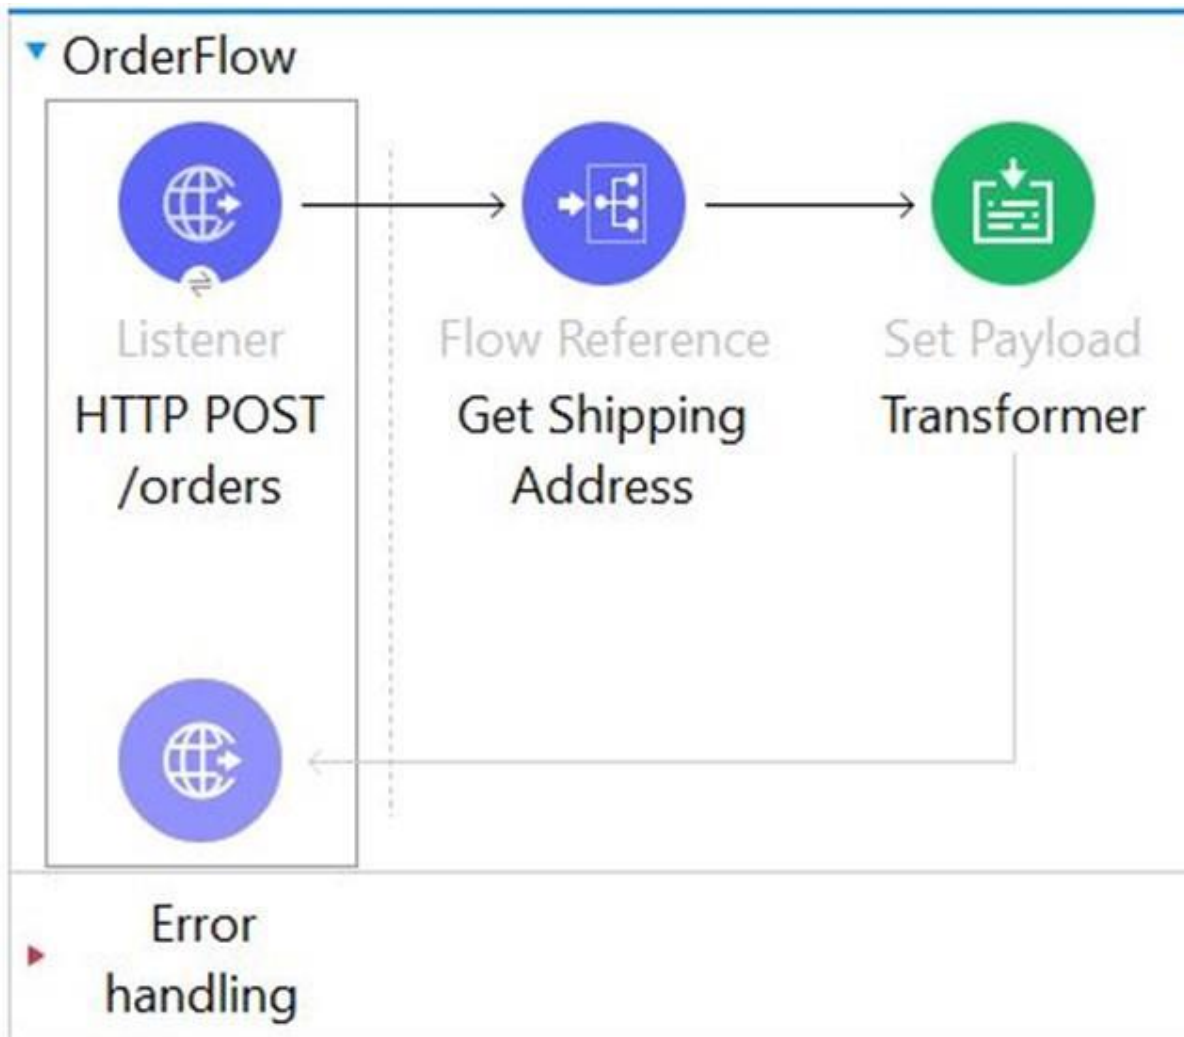 OrderFlow
Listener
HTTP POST
/orders
Flow Reference
Get Shipping
Address
Set Payload
Transformer
Error
handling